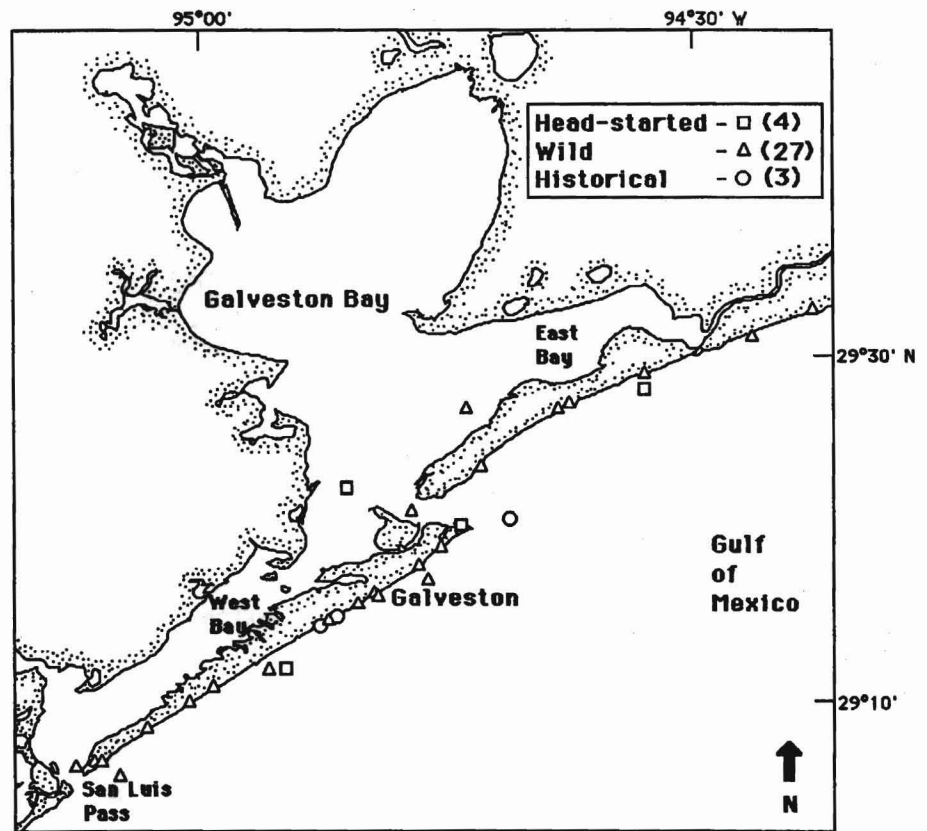 95°00'
94°30' W
Head-started - □ (4)
Wild - △ (27)
Historical - ○ (3)
Galveston Bay
East
Bay
29°30' N
Gulf
of
Mexico
West
Bay
Galveston
29°10'
San Luis
Pass
N